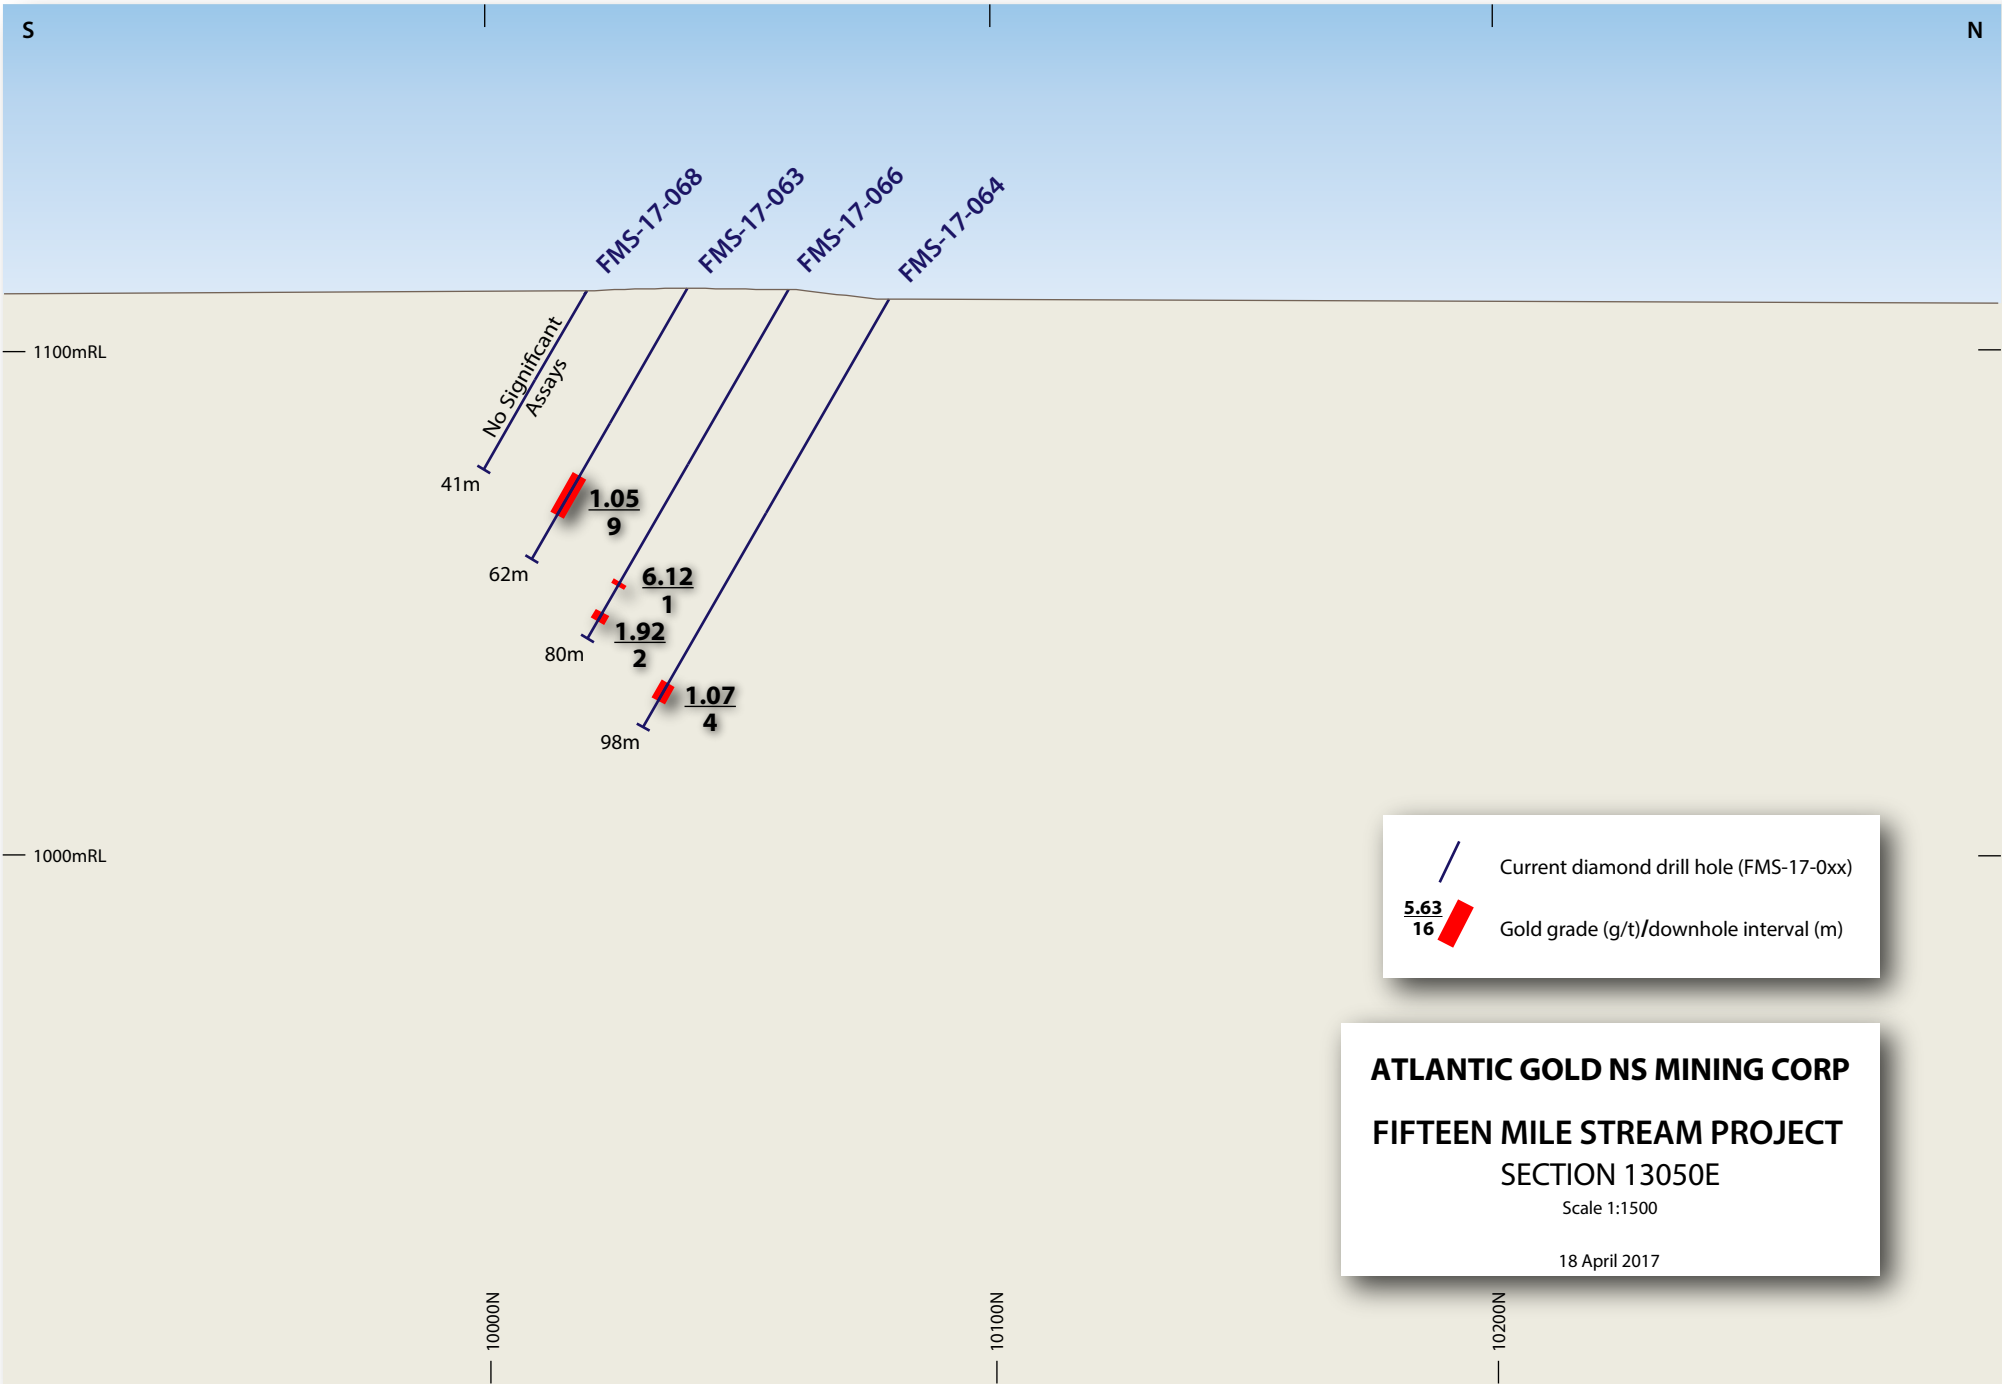 S
N
FMS-17-068
FMS-17-063
FMS-17-066
FMS-17-064
1100mRL
No Significant
Assays
41m
1.05
9
62m
6.12
1
1.92
2
80m
1.07
4
98m
1000mRL
Current diamond drill hole (FMS-17-0xx)
5.63
16
Gold grade (g/t)/downhole interval (m)
ATLANTIC GOLD NS MINING CORP
FIFTEEN MILE STREAM PROJECT
SECTION 13050E
Scale 1:1500
18 April 2017
10000N
10100N
10200N